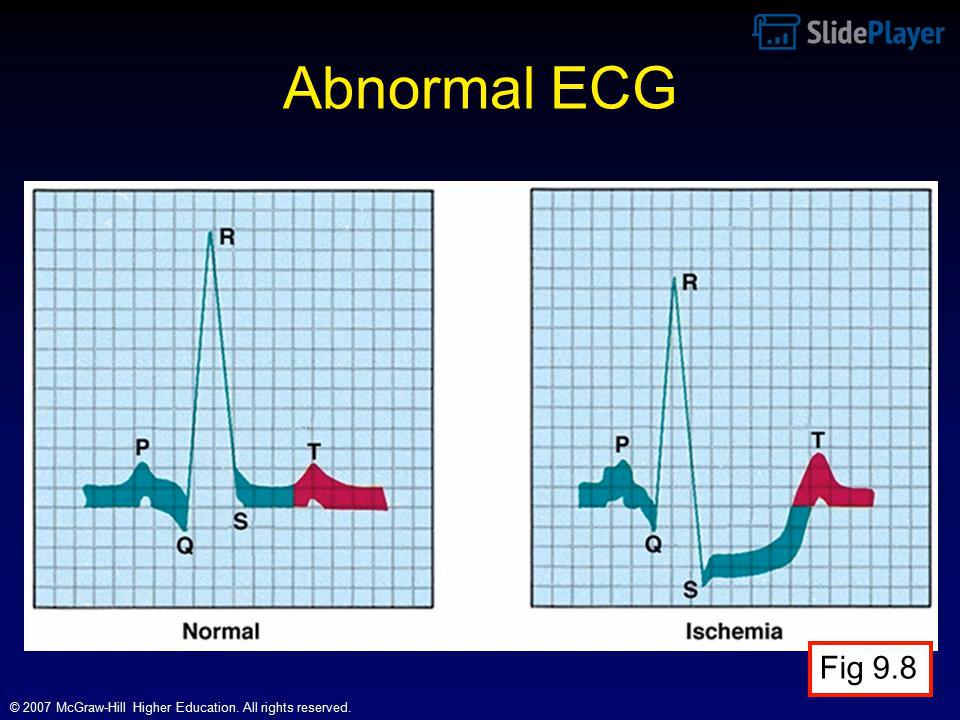 SlidePlayer
Abnormal ECG
R
P
T
Q
S
Normal
R
P
T
Q
S
Ischemia
Fig 9.8
© 2007 McGraw-Hill Higher Education. All rights reserved.